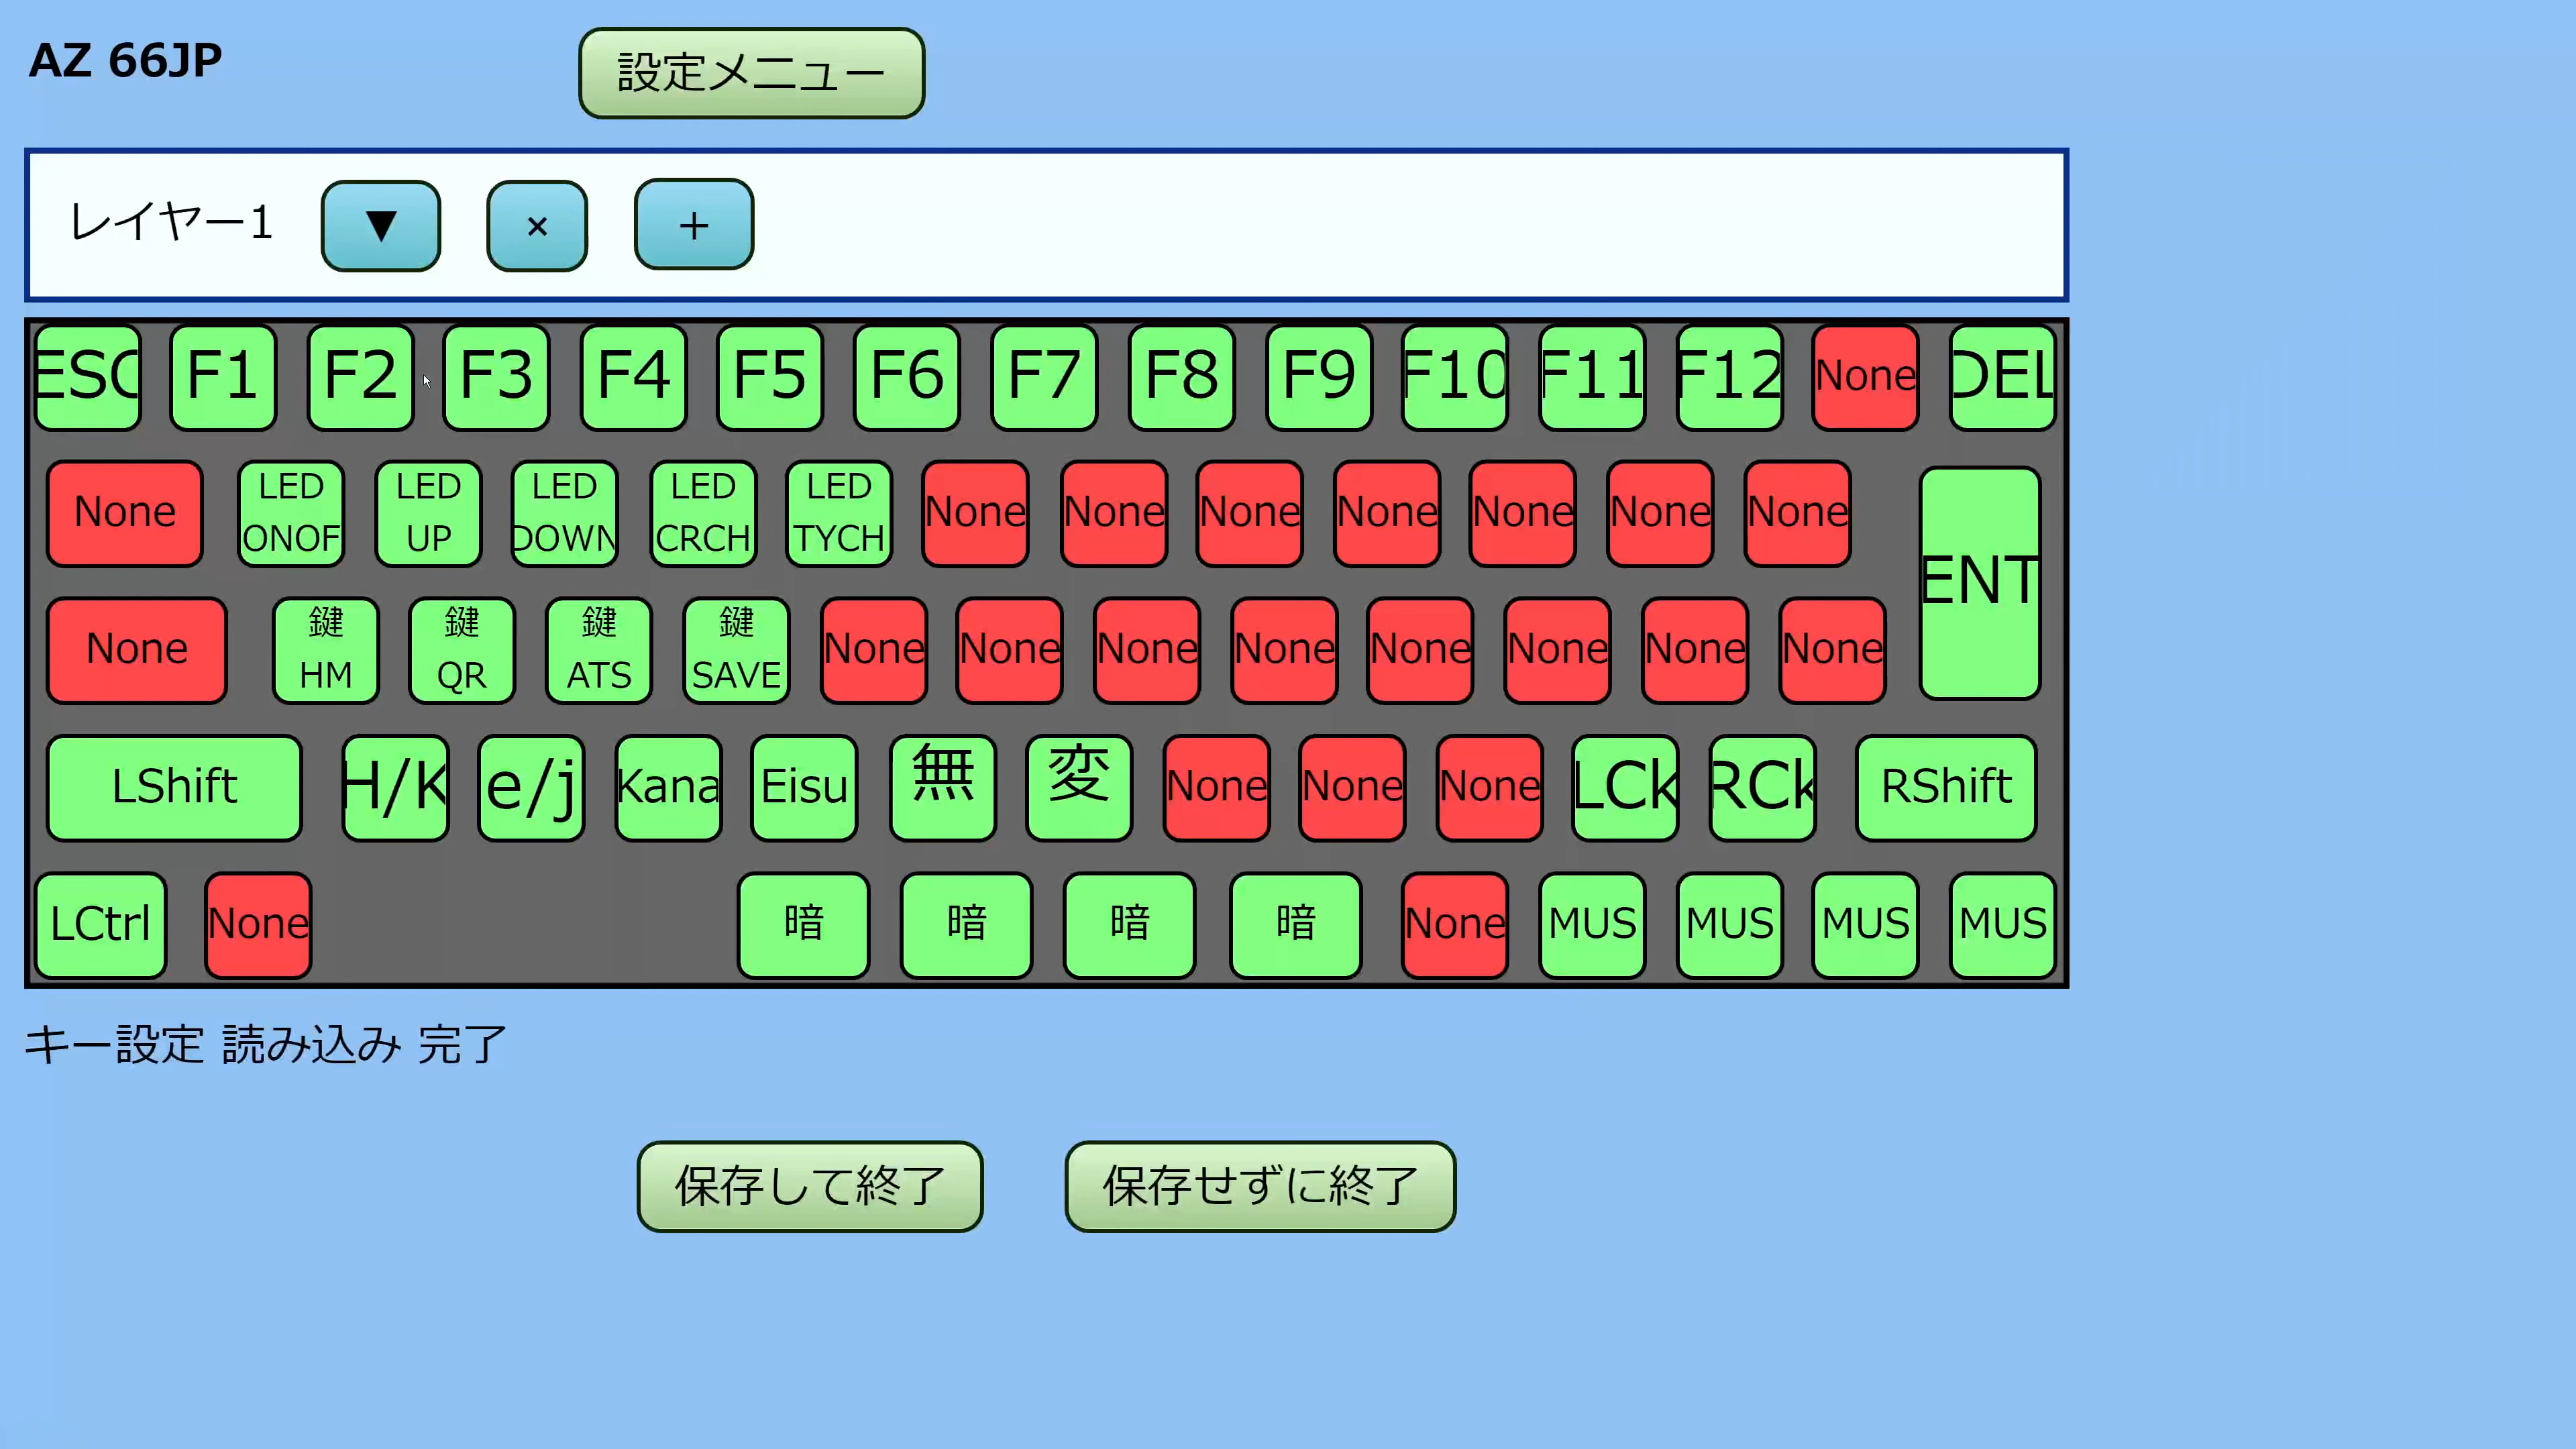 AZ 66JP
設定メニュー
レイヤー1 ▼ × +
ESC F1 F2 F3 F4 F5 F6 F7 F8 F9 F10 F11 F12 None DEL
None LED ONOF LED UP LED DOWN LED CRCH LED TYCH None None None None None None None ENT
None 鍵 HM 鍵 QR 鍵 ATS 鍵 SAVE None None None None None None None None
LShift H/K e/j Kana Eisu 無 変 None None None LCk RCk RShift
LCtrl None 暗 暗 暗 暗 None MUS MUS MUS MUS
キー設定 読み込み 完了
保存して終了 保存せずに終了